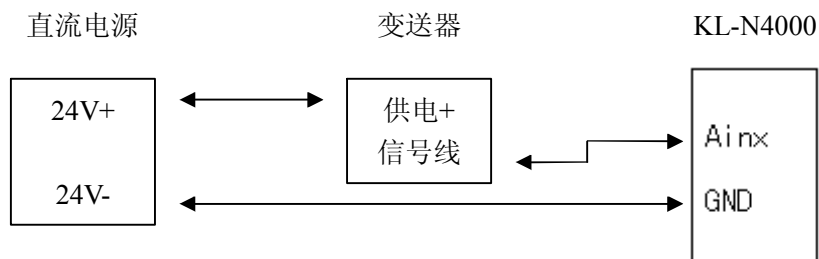 直流电源
变送器
KL-N4000
24V+
供电+
信号线
Ainx
24V-
GND